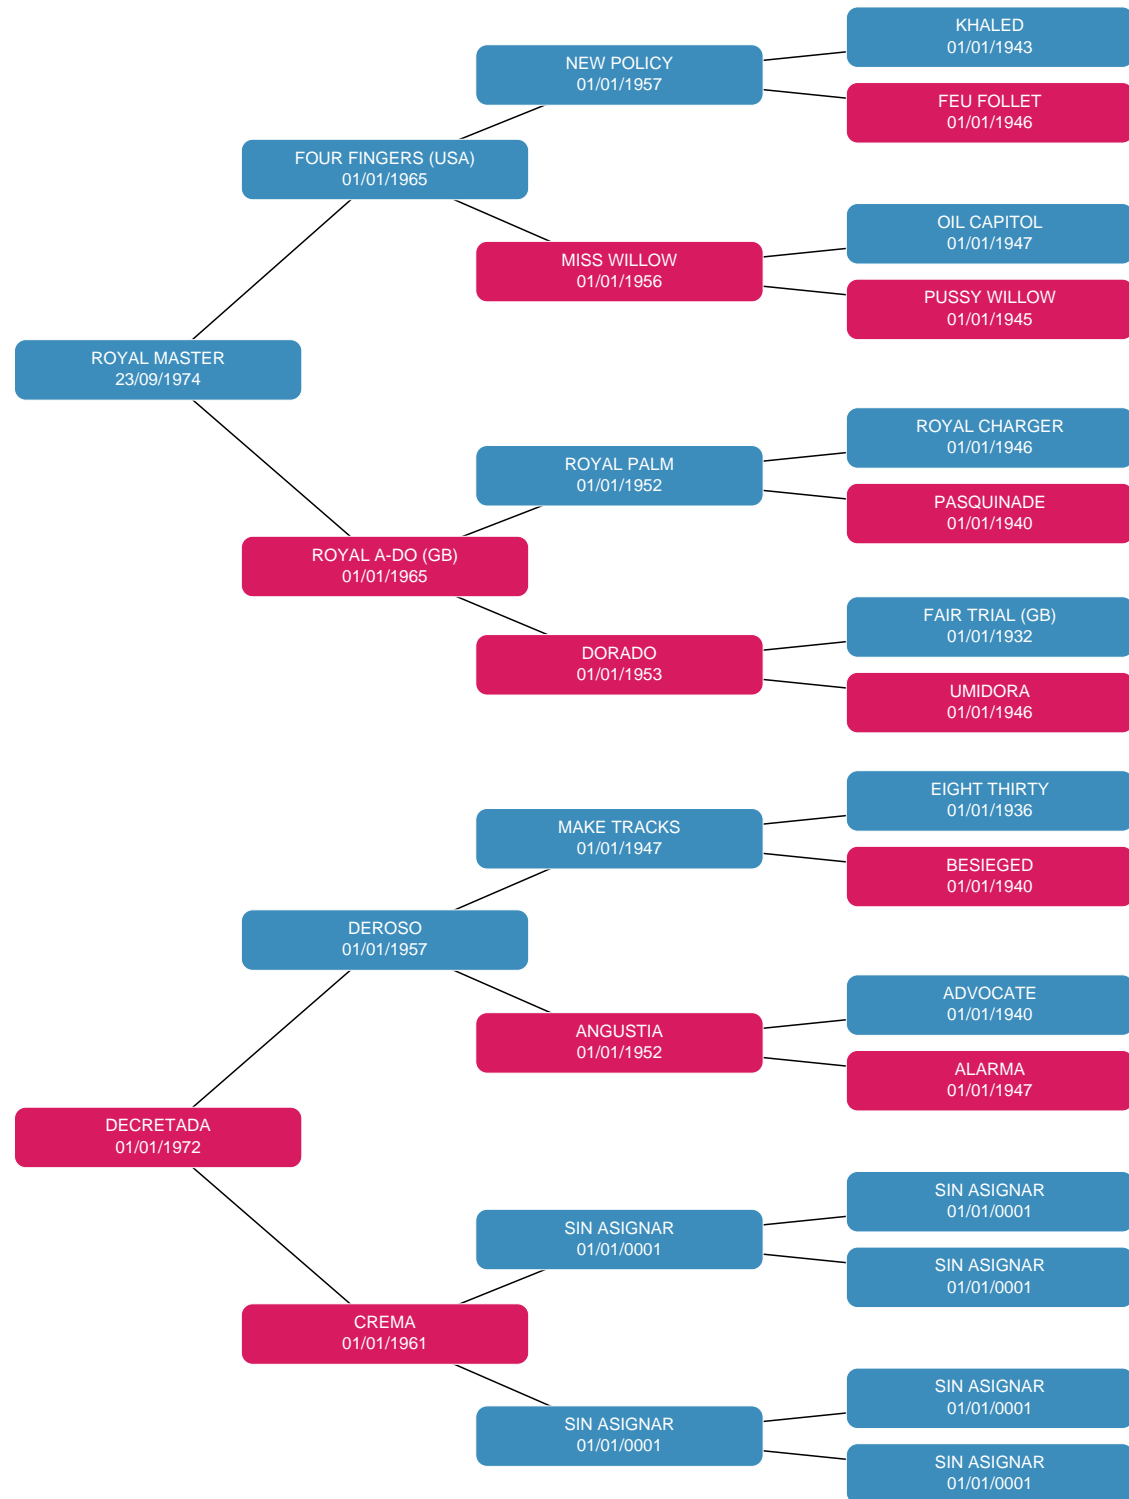 KHALED
01/01/1943
NEW POLICY
01/01/1957
FEU FOLLET
01/01/1946
FOUR FINGERS (USA)
01/01/1965
OIL CAPITOL
01/01/1947
MISS WILLOW
01/01/1956
PUSSY WILLOW
01/01/1945
ROYAL MASTER
23/09/1974
ROYAL CHARGER
01/01/1946
ROYAL PALM
01/01/1952
PASQUINADE
01/01/1940
ROYAL A-DO (GB)
01/01/1965
FAIR TRIAL (GB)
01/01/1932
DORADO
01/01/1953
UMIDORA
01/01/1946
EIGHT THIRTY
01/01/1936
MAKE TRACKS
01/01/1947
BESIEGED
01/01/1940
DEROSO
01/01/1957
ADVOCATE
01/01/1940
ANGUSTIA
01/01/1952
ALARMA
01/01/1947
DECRETADA
01/01/1972
SIN ASIGNAR
01/01/0001
SIN ASIGNAR
01/01/0001
SIN ASIGNAR
01/01/0001
CREMA
01/01/1961
SIN ASIGNAR
01/01/0001
SIN ASIGNAR
01/01/0001
SIN ASIGNAR
01/01/0001